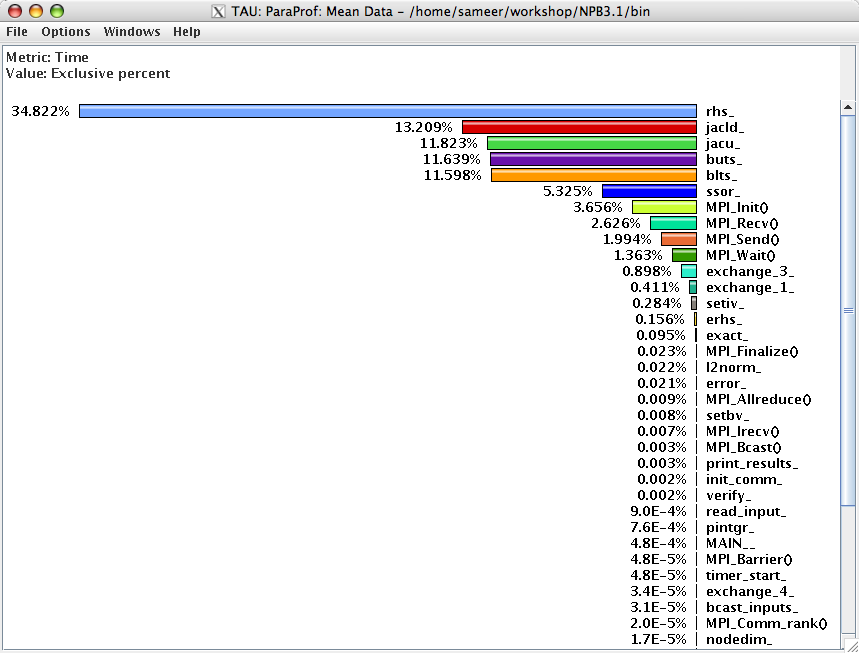 TAU: ParaProf: Mean Data – /home/sameer/workshop/NPB3.1/bin
File Options Windows Help
Metric: Time
Value: Exclusive percent
34.822% rhs_
13.209% jacld_
11.823% jacu_
11.639% buts_
11.598% blts_
5.325% ssor_
3.656% MPI_Init()
2.626% MPI_Recv()
1.994% MPI_Send()
1.363% MPI_Wait()
0.898% exchange_3_
0.411% exchange_1_
0.284% setiv_
0.156% erhs_
0.095% exact_
0.023% MPI_Finalize()
0.022% l2norm_
0.021% error_
0.009% MPI_Allreduce()
0.008% setbv_
0.007% MPI_Irecv()
0.003% MPI_Bcast()
0.003% print_results_
0.002% init_comm_
0.002% verify_
9.0E-4% read_input_
7.6E-4% pintgr_
4.8E-4% MAIN__
4.8E-5% MPI_Barrier()
4.8E-5% timer_start_
3.4E-5% exchange_4_
3.1E-5% bcast_inputs_
2.0E-5% MPI_Comm_rank()
1.7E-5% nodedim_